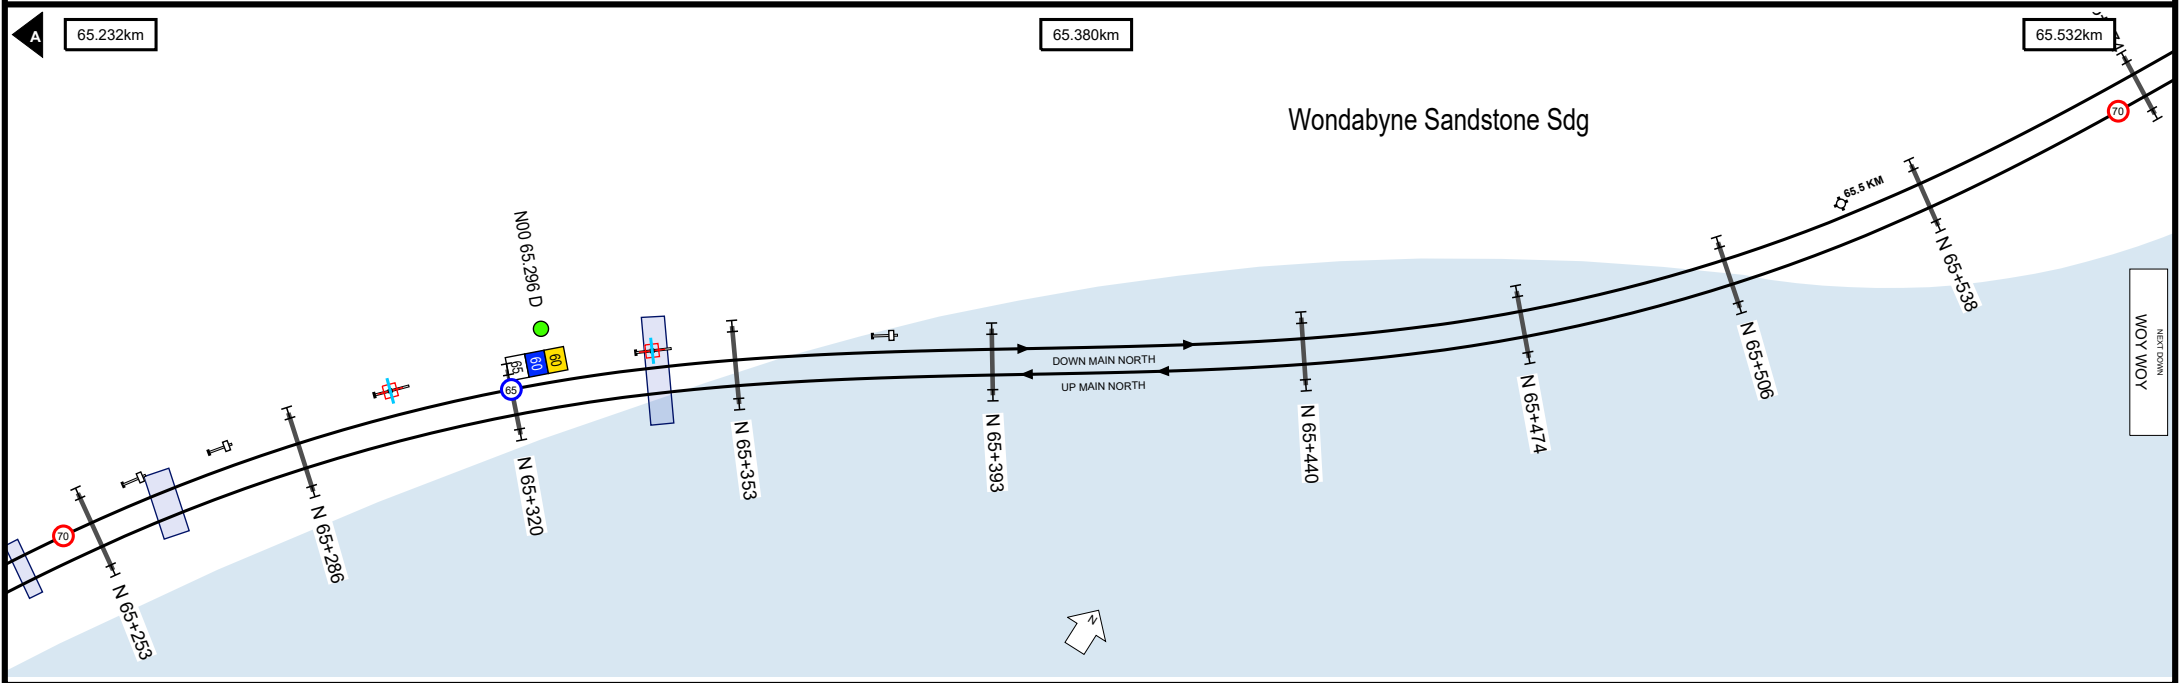 A
65.232km
65.380km
65.532km
Wondabyne Sandstone Sdg
70
65.5 KM
N00 65.296 D
65
60
60
65
DOWN MAIN NORTH
UP MAIN NORTH
70
N 65+253
N 65+286
N 65+320
N 65+353
N 65+393
N 65+440
N 65+474
N 65+506
N 65+538
NEXT DOWN
WOY WOY
N